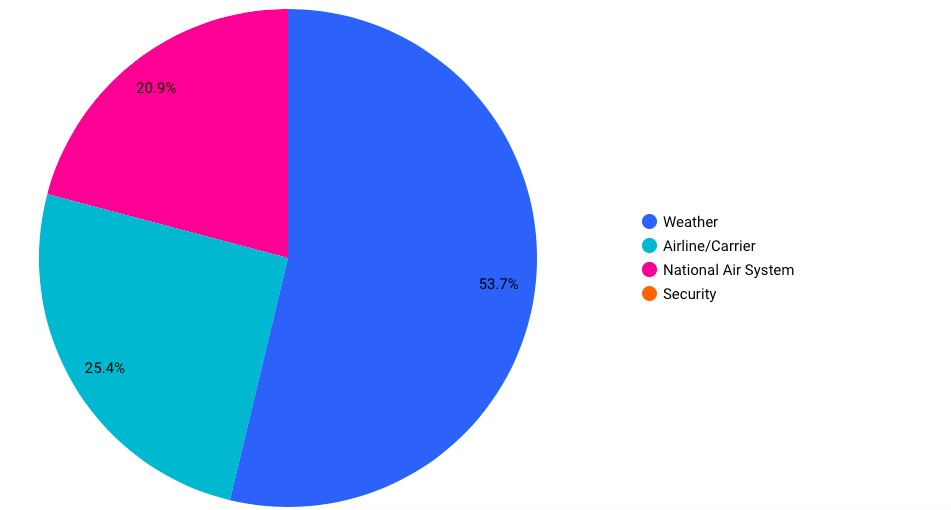 20.9%
53.7%
25.4%
Weather
Airline/Carrier
National Air System
Security